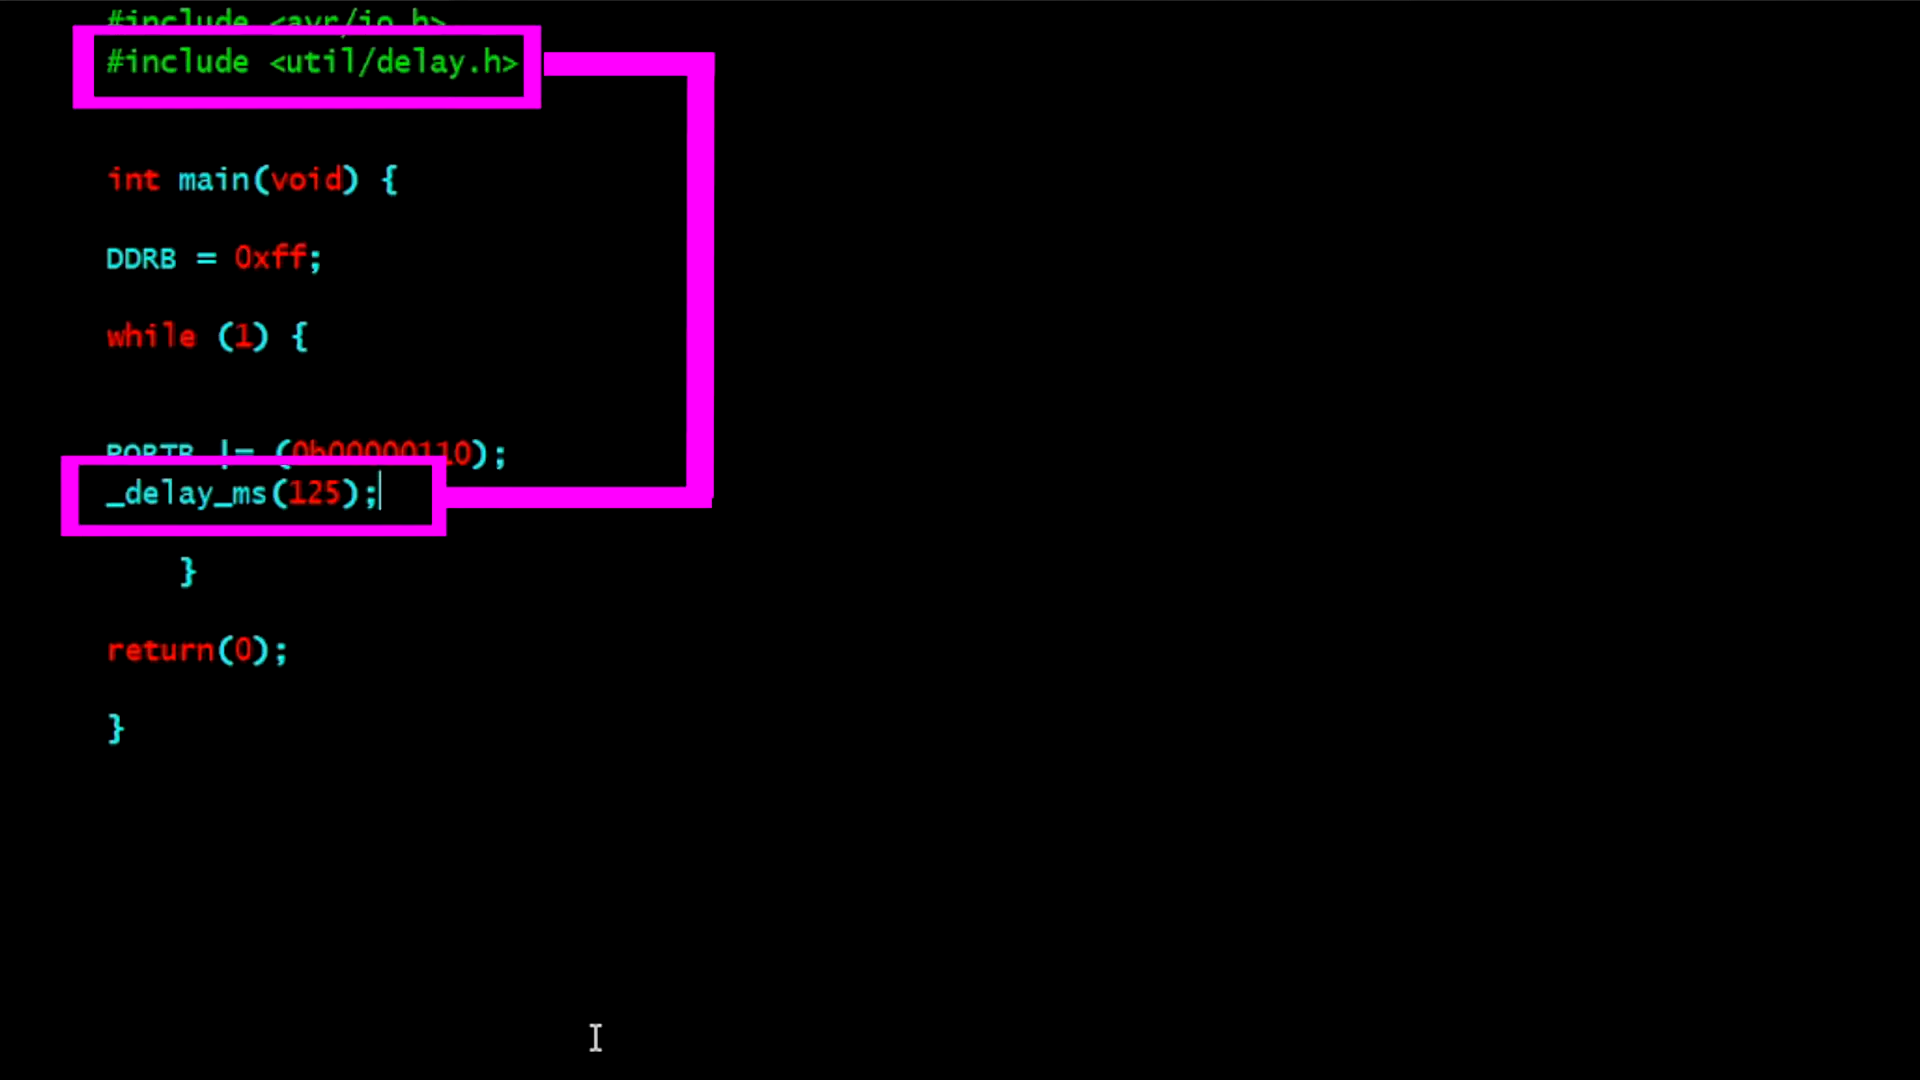 #include <avr/io.h>
#include <util/delay.h>
int main(void) {
DDRB = 0xff;
while (1) {
PORTB |= (0b00000110);
_delay_ms(125);
}
return(0);
}